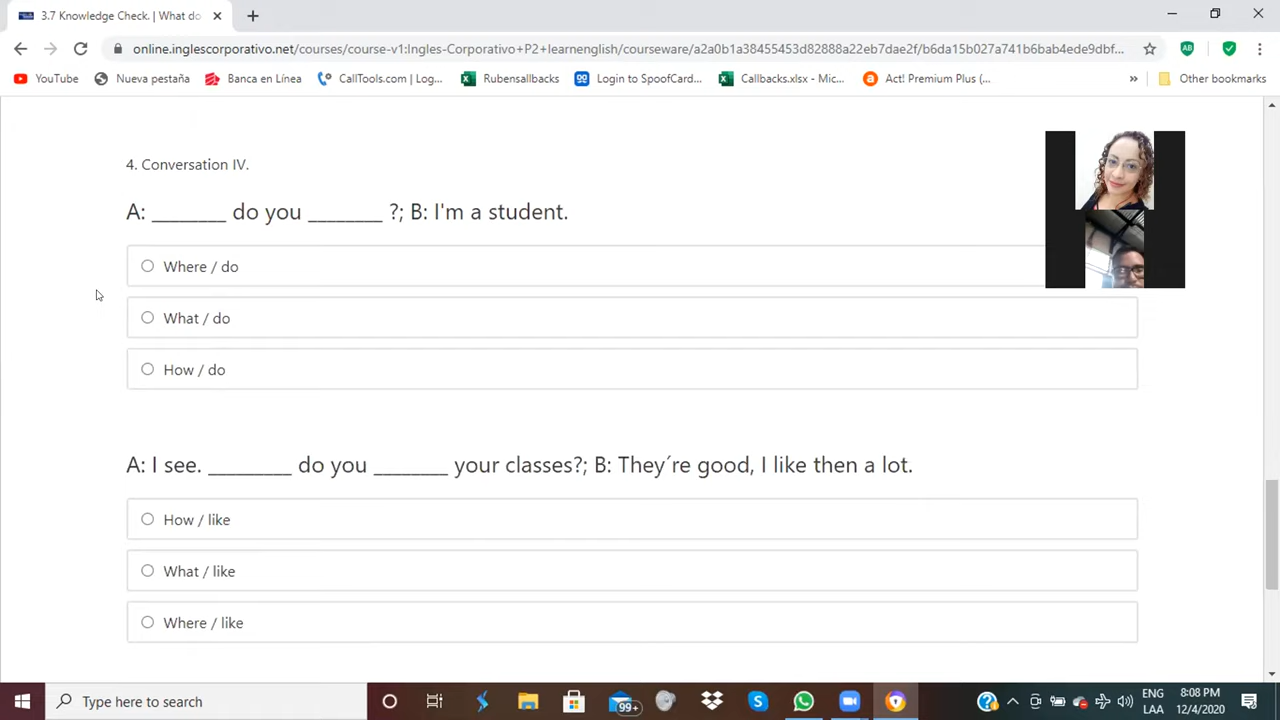 3.7 Knowledge Check. | What do
online.inglescorporativo.net/courses/course-v1:Ingles-Corporativo+P2+learnenglish/courseware/a2a0b1a38455453d82888a22eb7dae2f/b6da15b027a741b6bab4ede9dbf...
YouTube Nueva pestaña Banca en Línea CallTools.com | Log... Rubensallbacks Login to SpoofCard... Callbacks.xlsx - Mic... Act! Premium Plus (... » Other bookmarks
4. Conversation IV.
A: ________ do you ________ ?; B: I'm a student.
Where / do
What / do
How / do
A: I see. _________ do you ________ your classes?; B: They´re good, I like then a lot.
How / like
What / like
Where / like
Type here to search
99+
ENG
LAA
8:08 PM
12/4/2020